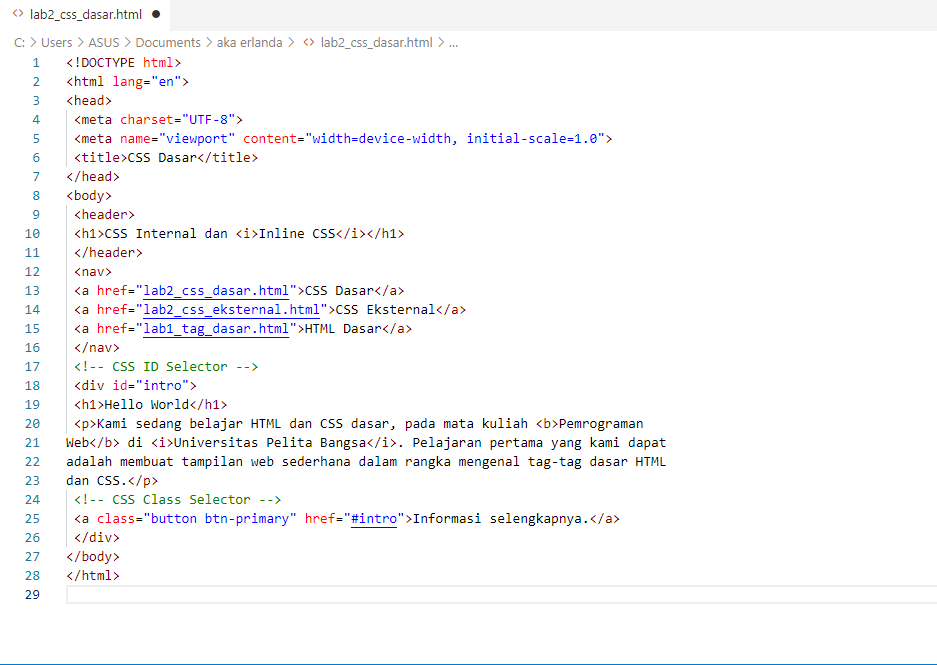 lab2_css_dasar.html ●
C: > Users > ASUS > Documents > aka erlanda > <> lab2_css_dasar.html > ...
1 <!DOCTYPE html>
2 <html lang="en">
3 <head>
4 <meta charset="UTF-8">
5 <meta name="viewport" content="width=device-width, initial-scale=1.0">
6 <title>CSS Dasar</title>
7 </head>
8 <body>
9 <header>
10 <h1>CSS Internal dan <i>Inline CSS</i></h1>
11 </header>
12 <nav>
13 <a href="lab2_css_dasar.html">CSS Dasar</a>
14 <a href="lab2_css_eksternal.html">CSS Eksternal</a>
15 <a href="lab1_tag_dasar.html">HTML Dasar</a>
16 </nav>
17 <!-- CSS ID Selector -->
18 <div id="intro">
19 <h1>Hello World</h1>
20 <p>Kami sedang belajar HTML dan CSS dasar, pada mata kuliah <b>Pemrograman
21 Web</b> di <i>Universitas Pelita Bangsa</i>. Pelajaran pertama yang kami dapat
22 adalah membuat tampilan web sederhana dalam rangka mengenal tag-tag dasar HTML
23 dan CSS.</p>
24 <!-- CSS Class Selector -->
25 <a class="button btn-primary" href="#intro">Informasi selengkapnya.</a>
26 </div>
27 </body>
28 </html>
29